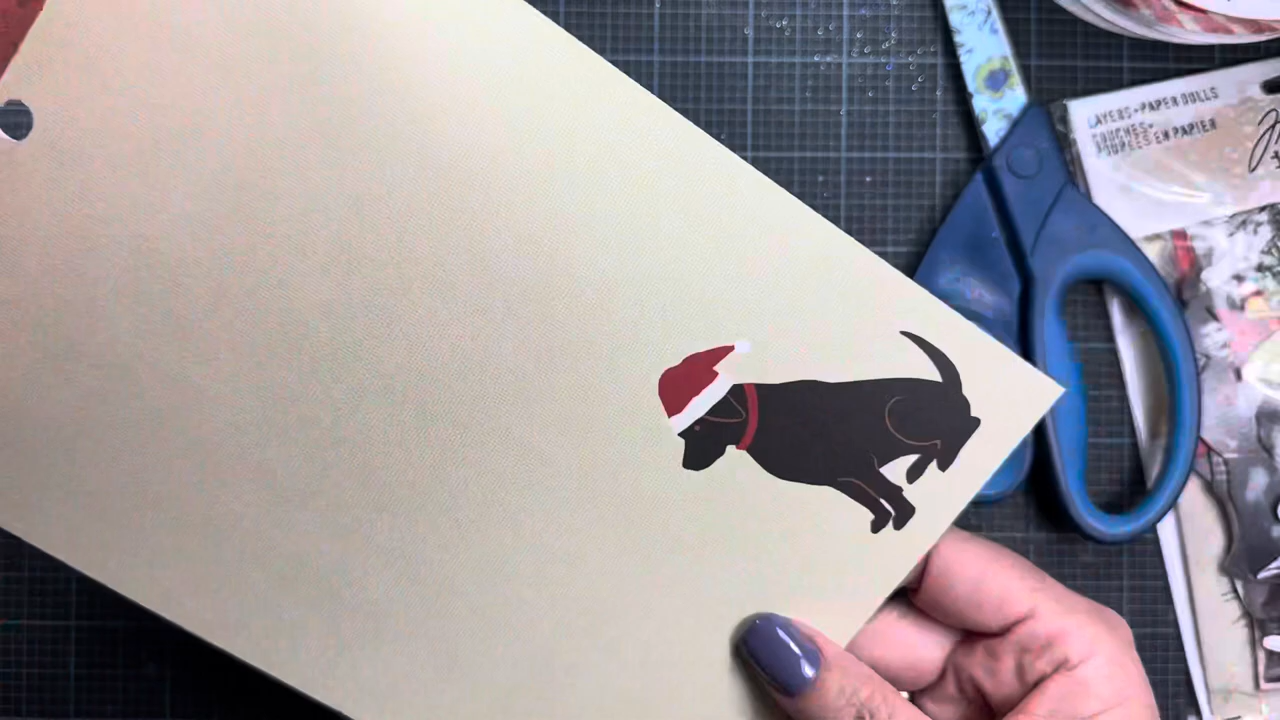 LAYERS + PAPER DOLLS
COUCHES +
POUPÉES EN PAPIER